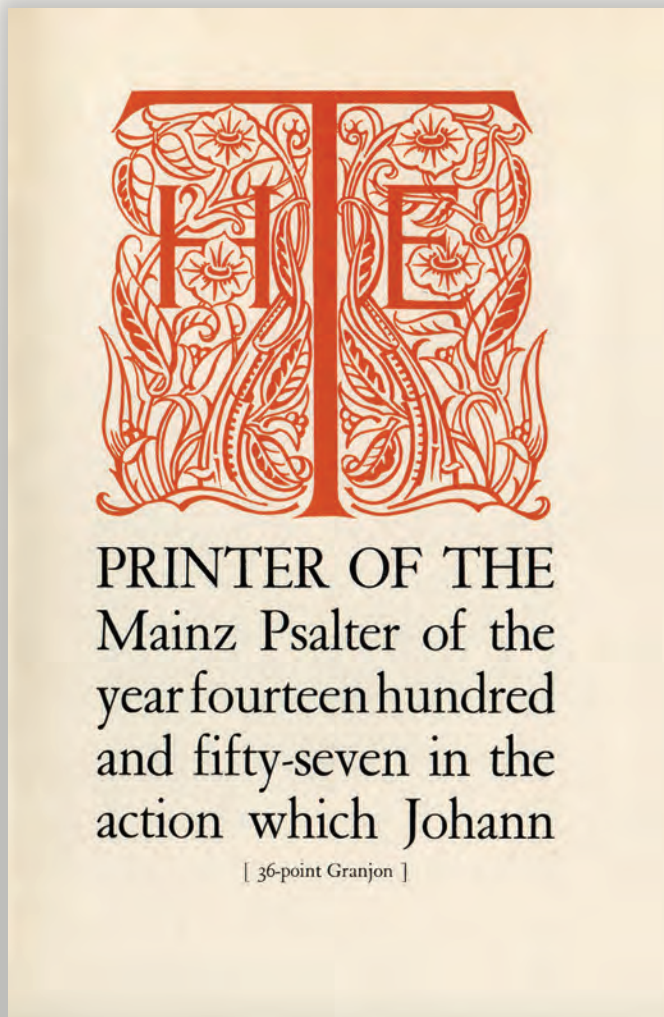 THE
PRINTER OF THE
Mainz Psalter of the
year fourteen hundred
and fifty-seven in the
action which Johann
[ 36-point Granjon ]